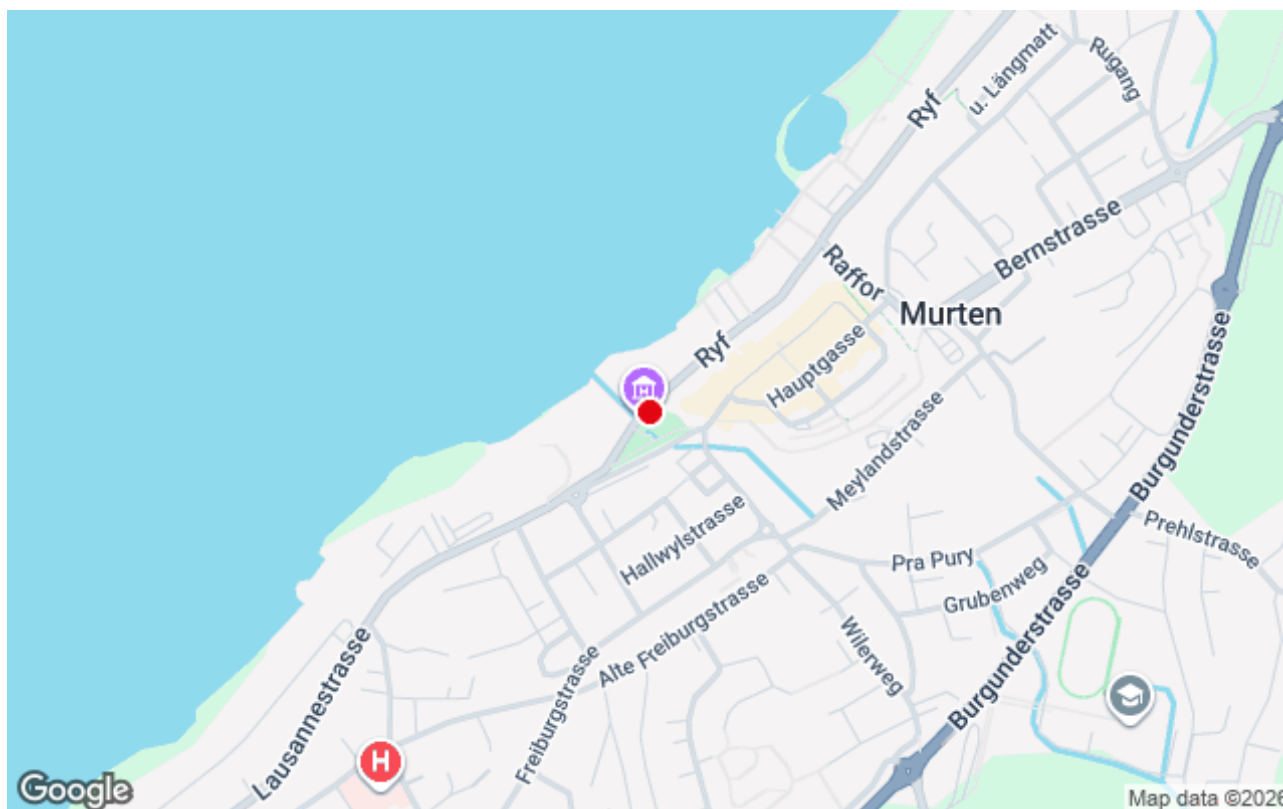 Rugang
u. Längmatt
Ryf
Bernstrasse
Raffor
Murten
Ryf
Hauptgasse
Burgunderstrasse
H
Meylandstrasse
Prehlstrasse
Hallwylstrasse
Pra Pury
Grubenweg
Alte Freiburgstrasse
Wilerweg
Burgunderstrasse
Lausannestrasse
Freiburgstrasse
H
Google
Map data ©2026